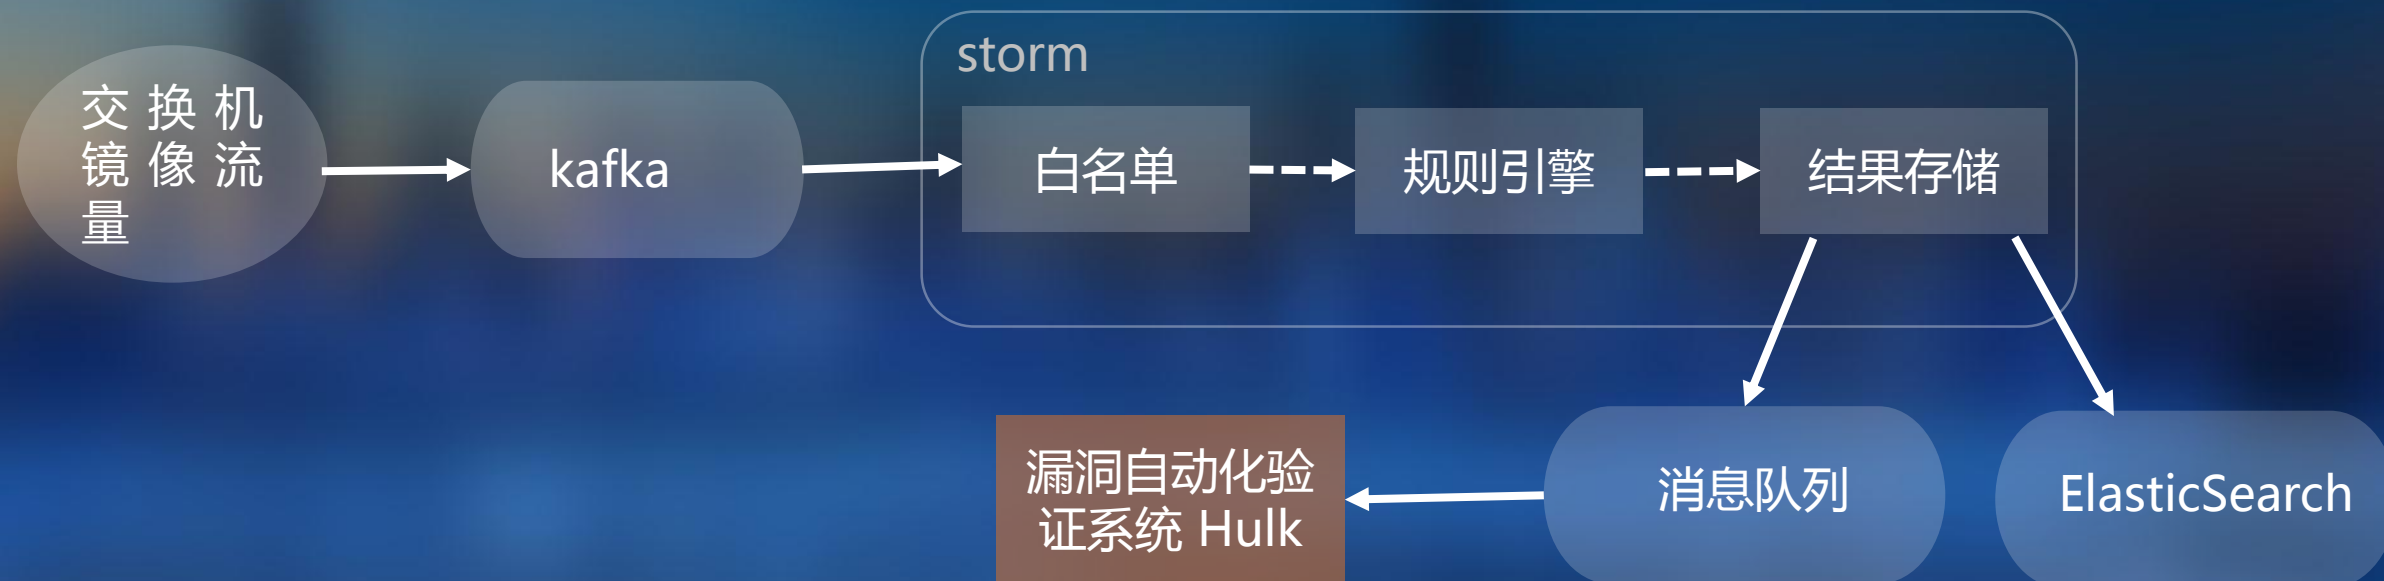 storm
交换机
镜像流
量
kafka
白名单
规则引擎
结果存储
漏洞自动化验
证系统 Hulk
消息队列
ElasticSearch